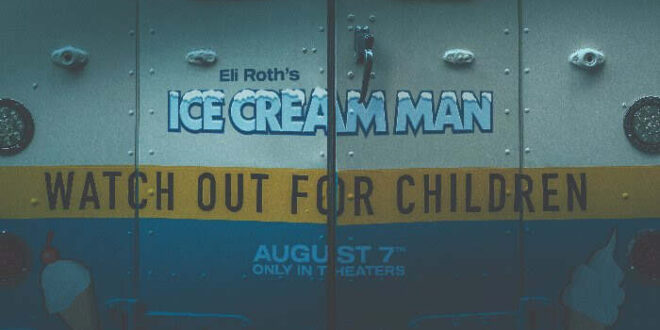 Eli Roth's
ICE CREAM MAN
WATCH OUT FOR CHILDREN
AUGUST 7TH
ONLY IN THEATERS